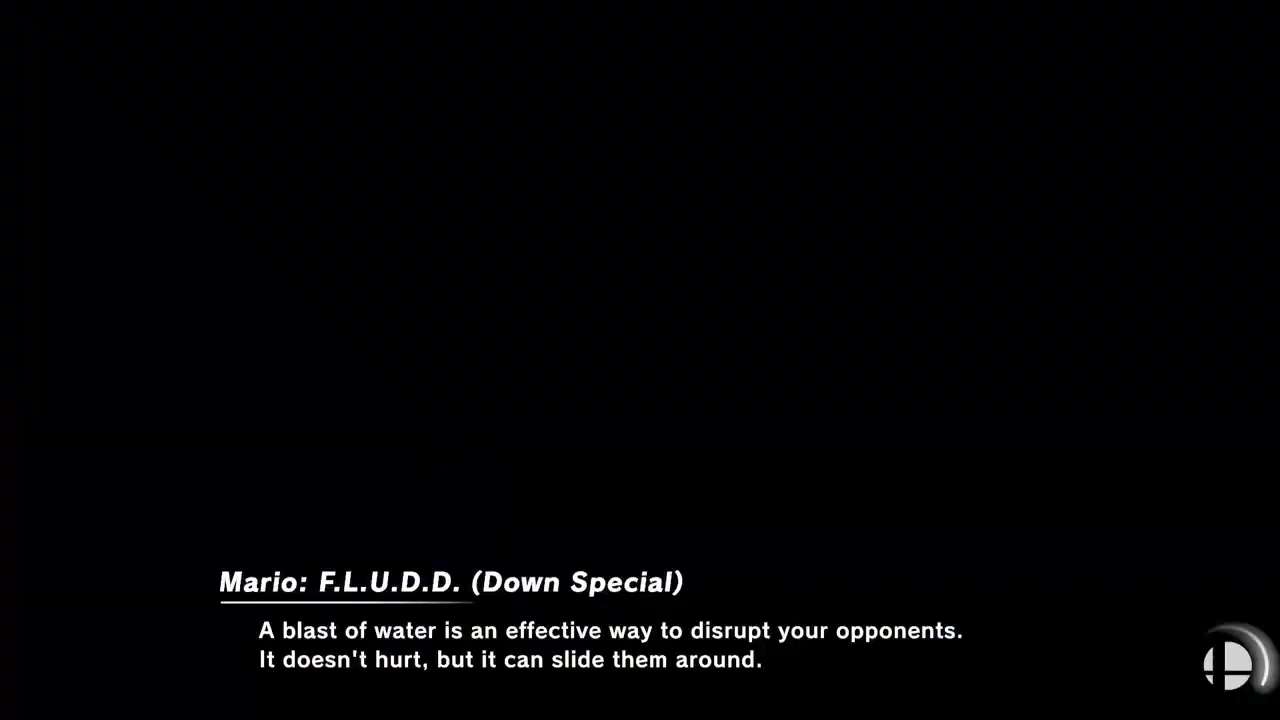 Mario: F.L.U.D.D. (Down Special)
A blast of water is an effective way to disrupt your opponents.
It doesn't hurt, but it can slide them around.